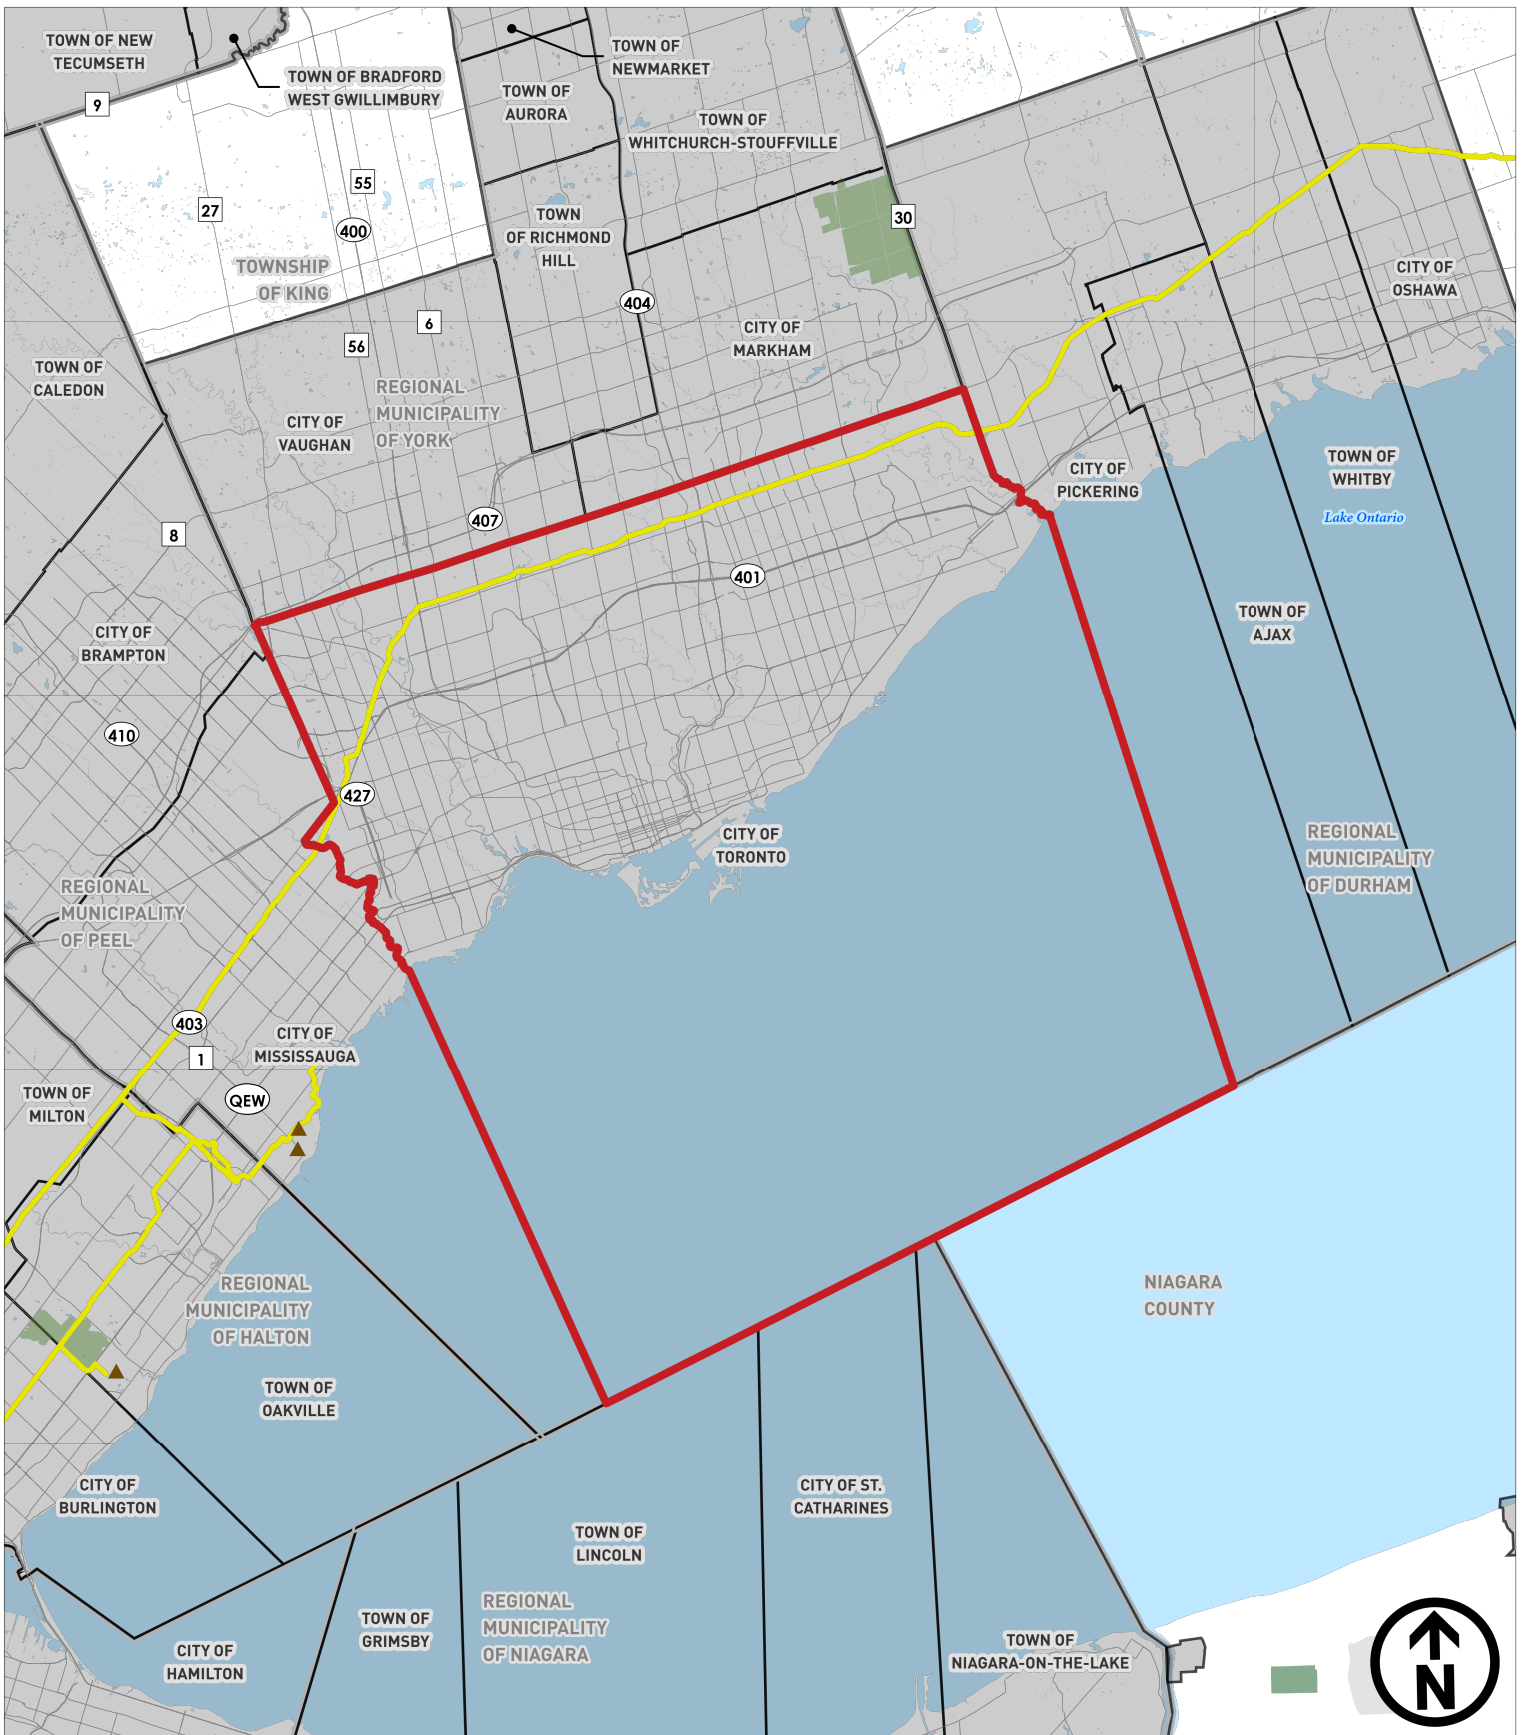 TOWN OF NEW
TECUMSETH
TOWN OF BRADFORD
WEST GWILLIMBURY
TOWN OF
NEWMARKET
TOWN OF
AURORA
TOWN OF
WHITCHURCH-STOUFFVILLE
9
55
27
400
30
TOWN
OF RICHMOND
HILL
TOWNSHIP
OF KING
404
CITY OF
OSHAWA
6
56
CITY OF
MARKHAM
TOWN OF
CALEDON
REGIONAL
MUNICIPALITY
OF YORK
CITY OF
VAUGHAN
CITY OF
PICKERING
TOWN OF
WHITBY
Lake Ontario
407
8
401
CITY OF
BRAMPTON
TOWN OF
AJAX
410
427
CITY OF
TORONTO
REGIONAL
MUNICIPALITY
OF DURHAM
REGIONAL
MUNICIPALITY
OF PEEL
403
CITY OF
MISSISSAUGA
1
QEW
TOWN OF
MILTON
REGIONAL
MUNICIPALITY
OF HALTON
NIAGARA
COUNTY
TOWN OF
OAKVILLE
CITY OF
BURLINGTON
CITY OF ST.
CATHARINES
TOWN OF
LINCOLN
REGIONAL
MUNICIPALITY
OF NIAGARA
TOWN OF
GRIMSBY
CITY OF
HAMILTON
TOWN OF
NIAGARA-ON-THE-LAKE
N